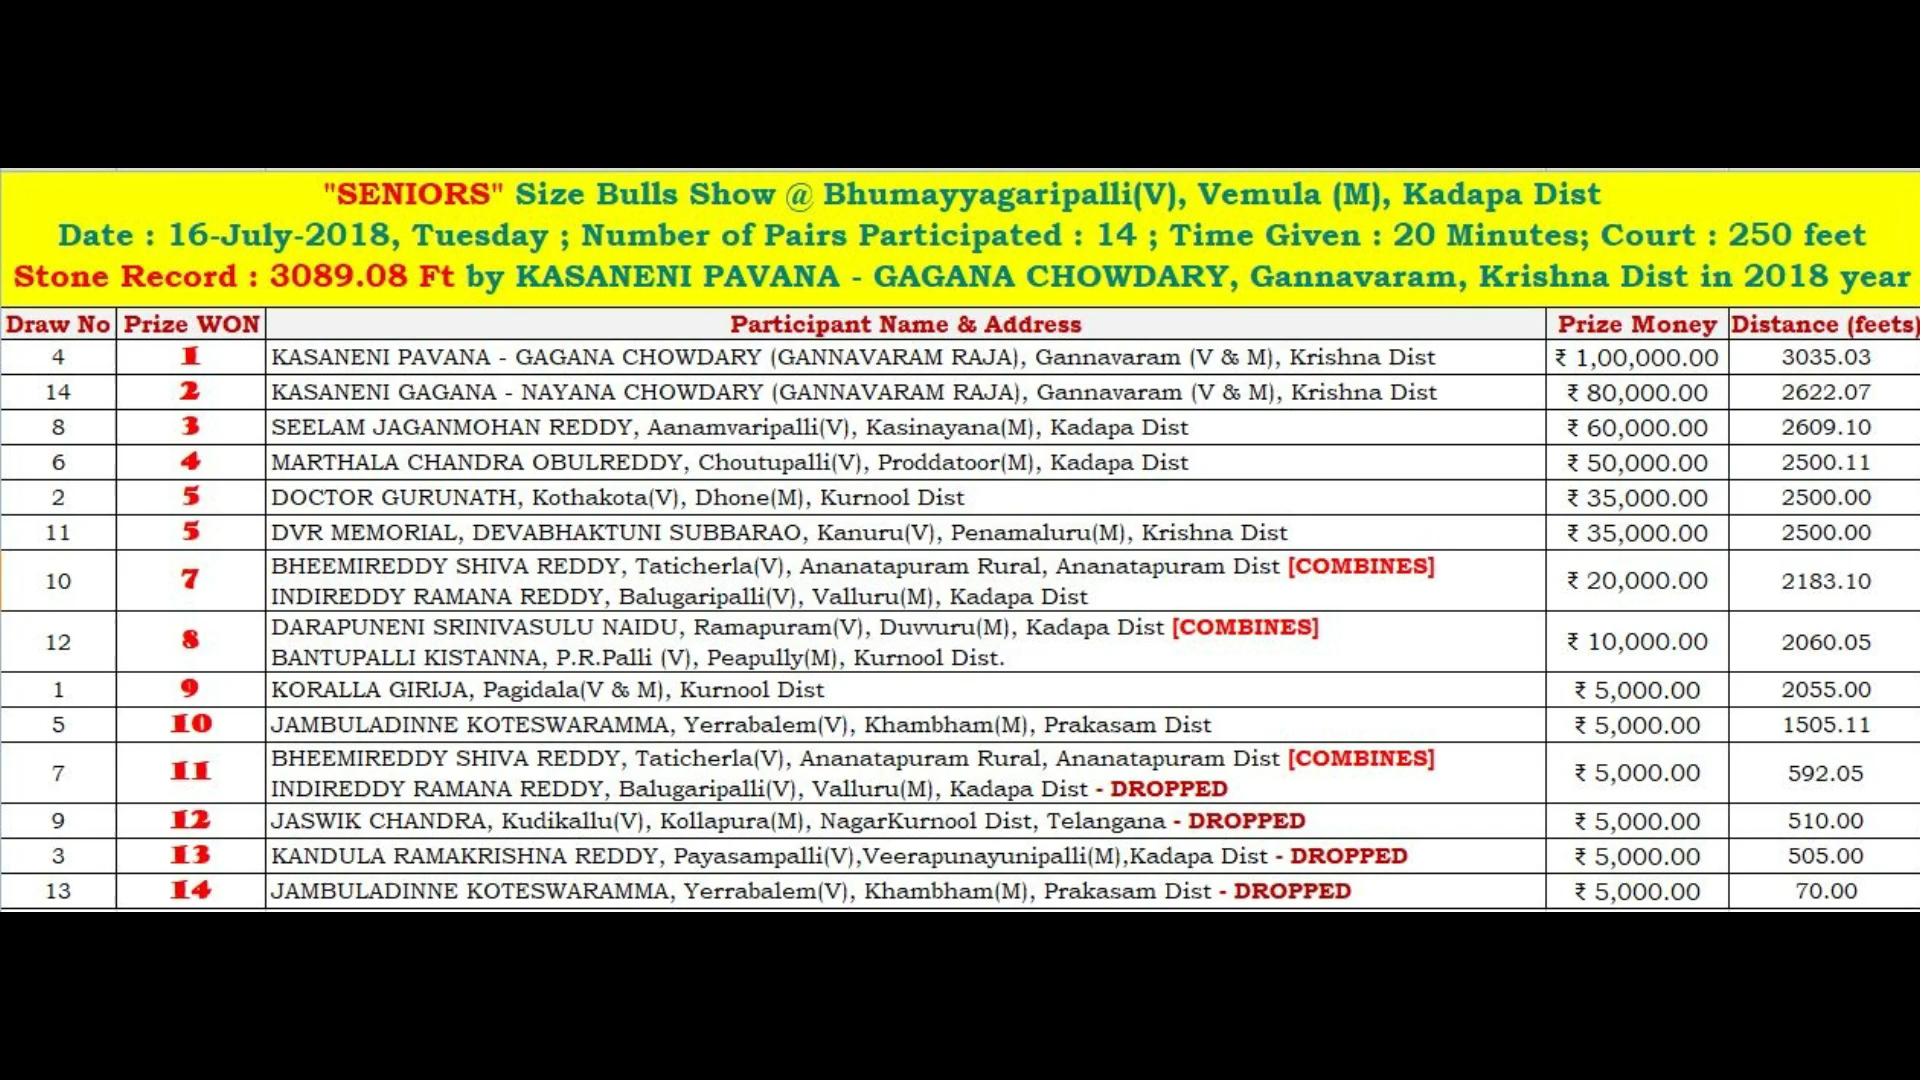 "SENIORS" Size Bulls Show @ Bhumayyagaripalli(V), Vemula (M), Kadapa Dist
Date : 16-July-2018, Tuesday ; Number of Pairs Participated : 14 ; Time Given : 20 Minutes; Court : 250 feet
Stone Record : 3089.08 Ft by KASANENI PAVANA - GAGANA CHOWDARY, Gannavaram, Krishna Dist in 2018 year
Draw No Prize WON Participant Name & Address Prize Money Distance (feets)
4 1 KASANENI PAVANA - GAGANA CHOWDARY (GANNAVARAM RAJA), Gannavaram (V & M), Krishna Dist ₹ 1,00,000.00 3035.03
14 2 KASANENI GAGANA - NAYANA CHOWDARY (GANNAVARAM RAJA), Gannavaram (V & M), Krishna Dist ₹ 80,000.00 2622.07
8 3 SEELAM JAGANMOHAN REDDY, Aanamvaripalli(V), Kasinayana(M), Kadapa Dist ₹ 60,000.00 2609.10
6 4 MARTHALA CHANDRA OBULREDDY, Choutupalli(V), Proddatoor(M), Kadapa Dist ₹ 50,000.00 2500.11
2 5 DOCTOR GURUNATH, Kothakota(V), Dhone(M), Kurnool Dist ₹ 35,000.00 2500.00
11 5 DVR MEMORIAL, DEVABHAKTUNI SUBBARAO, Kanuru(V), Penamaluru(M), Krishna Dist ₹ 35,000.00 2500.00
10 7 BHEEMIREDDY SHIVA REDDY, Taticherla(V), Ananatapuram Rural, Ananatapuram Dist [COMBINES] ₹ 20,000.00 2183.10
INDIREDDY RAMANA REDDY, Balugaripalli(V), Valluru(M), Kadapa Dist
12 8 DARAPUNENI SRINIVASULU NAIDU, Ramapuram(V), Duvvuru(M), Kadapa Dist [COMBINES] ₹ 10,000.00 2060.05
BANTUPALLI KISTANNA, P.R.Palli (V), Peapully(M), Kurnool Dist.
1 9 KORALLA GIRIJA, Pagidala(V & M), Kurnool Dist ₹ 5,000.00 2055.00
5 10 JAMBULADINNE KOTESWARAMMA, Yerrabalem(V), Khambham(M), Prakasam Dist ₹ 5,000.00 1505.11
7 11 BHEEMIREDDY SHIVA REDDY, Taticherla(V), Ananatapuram Rural, Ananatapuram Dist [COMBINES] ₹ 5,000.00 592.05
INDIREDDY RAMANA REDDY, Balugaripalli(V), Valluru(M), Kadapa Dist - DROPPED
9 12 JASWIK CHANDRA, Kudikallu(V), Kollapura(M), NagarKurnool Dist, Telangana - DROPPED ₹ 5,000.00 510.00
3 13 KANDULA RAMAKRISHNA REDDY, Payasampalli(V),Veerapunayunipalli(M),Kadapa Dist - DROPPED ₹ 5,000.00 505.00
13 14 JAMBULADINNE KOTESWARAMMA, Yerrabalem(V), Khambham(M), Prakasam Dist - DROPPED ₹ 5,000.00 70.00